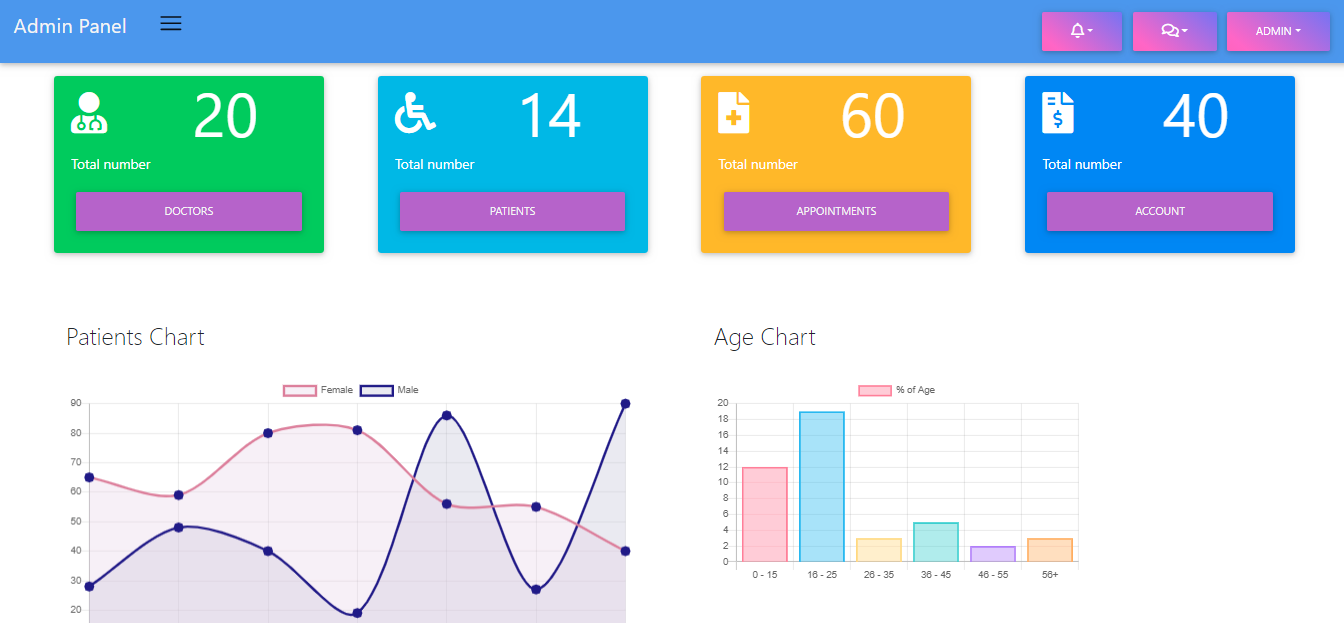 Admin Panel
ADMIN
20
Total number
DOCTORS
14
Total number
PATIENTS
60
Total number
APPOINTMENTS
40
Total number
ACCOUNT
Patients Chart
Female Male
90
80
70
60
50
40
30
20
Age Chart
% of Age
20
18
16
14
12
10
8
6
4
2
0
0 - 15 16 - 25 26 - 35 36 - 45 46 - 55 56+